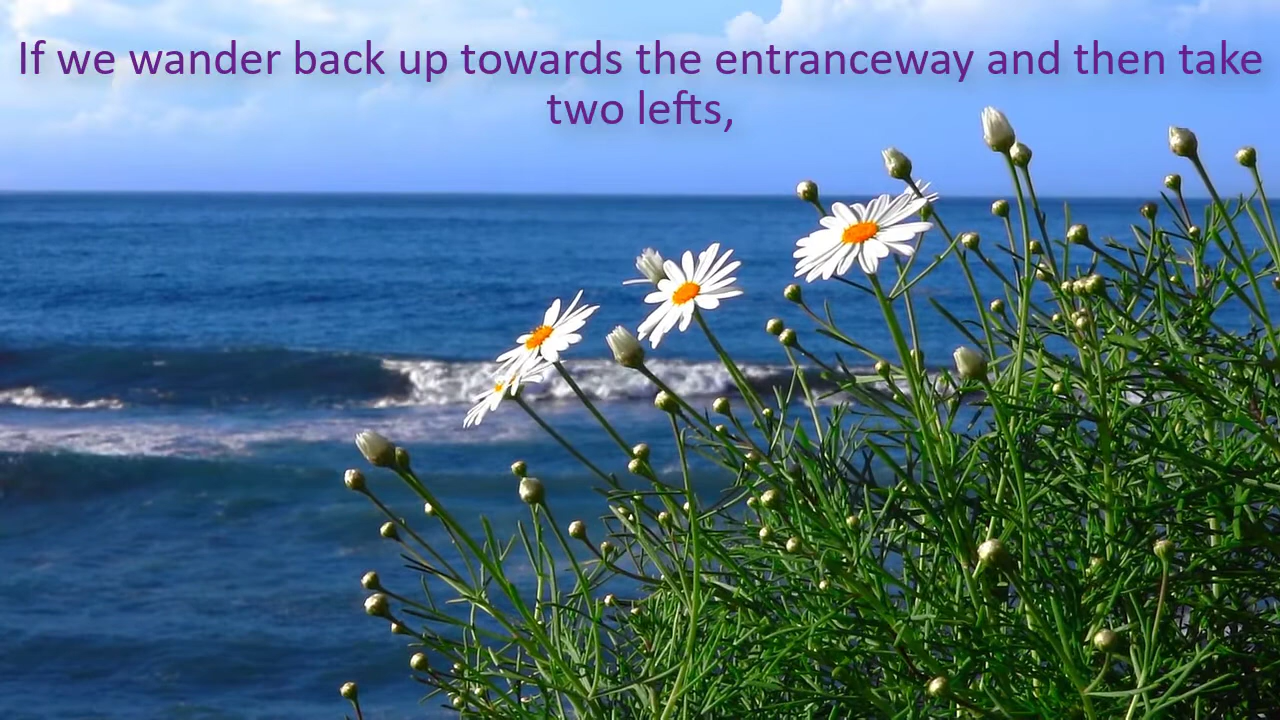 If we wander back up towards the entranceway and then take
two lefts,